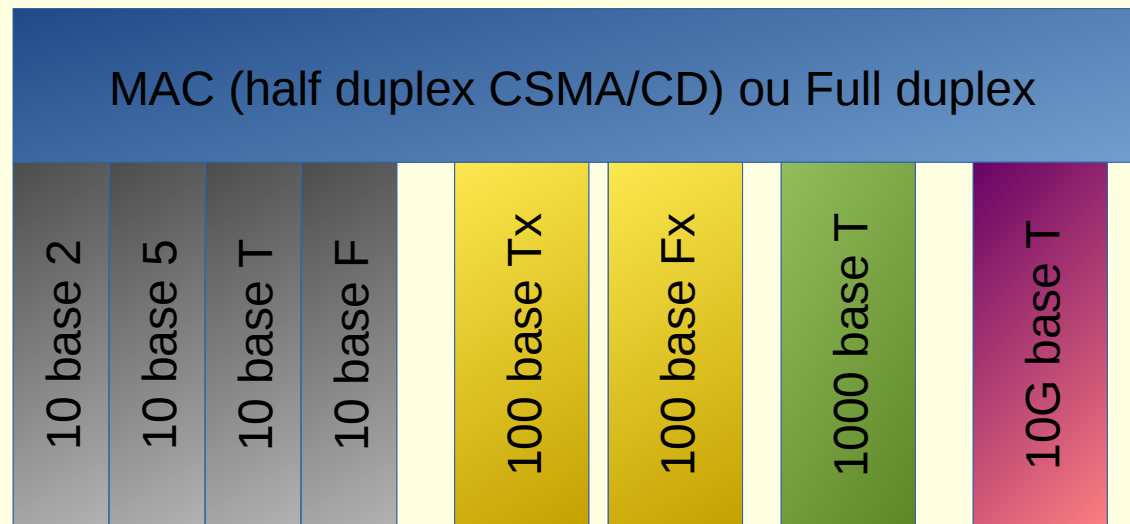 MAC (half duplex CSMA/CD) ou Full duplex
10 base 2
10 base 5
10 base T
10 base F
100 base Tx
100 base Fx
1000 base T
10G base T